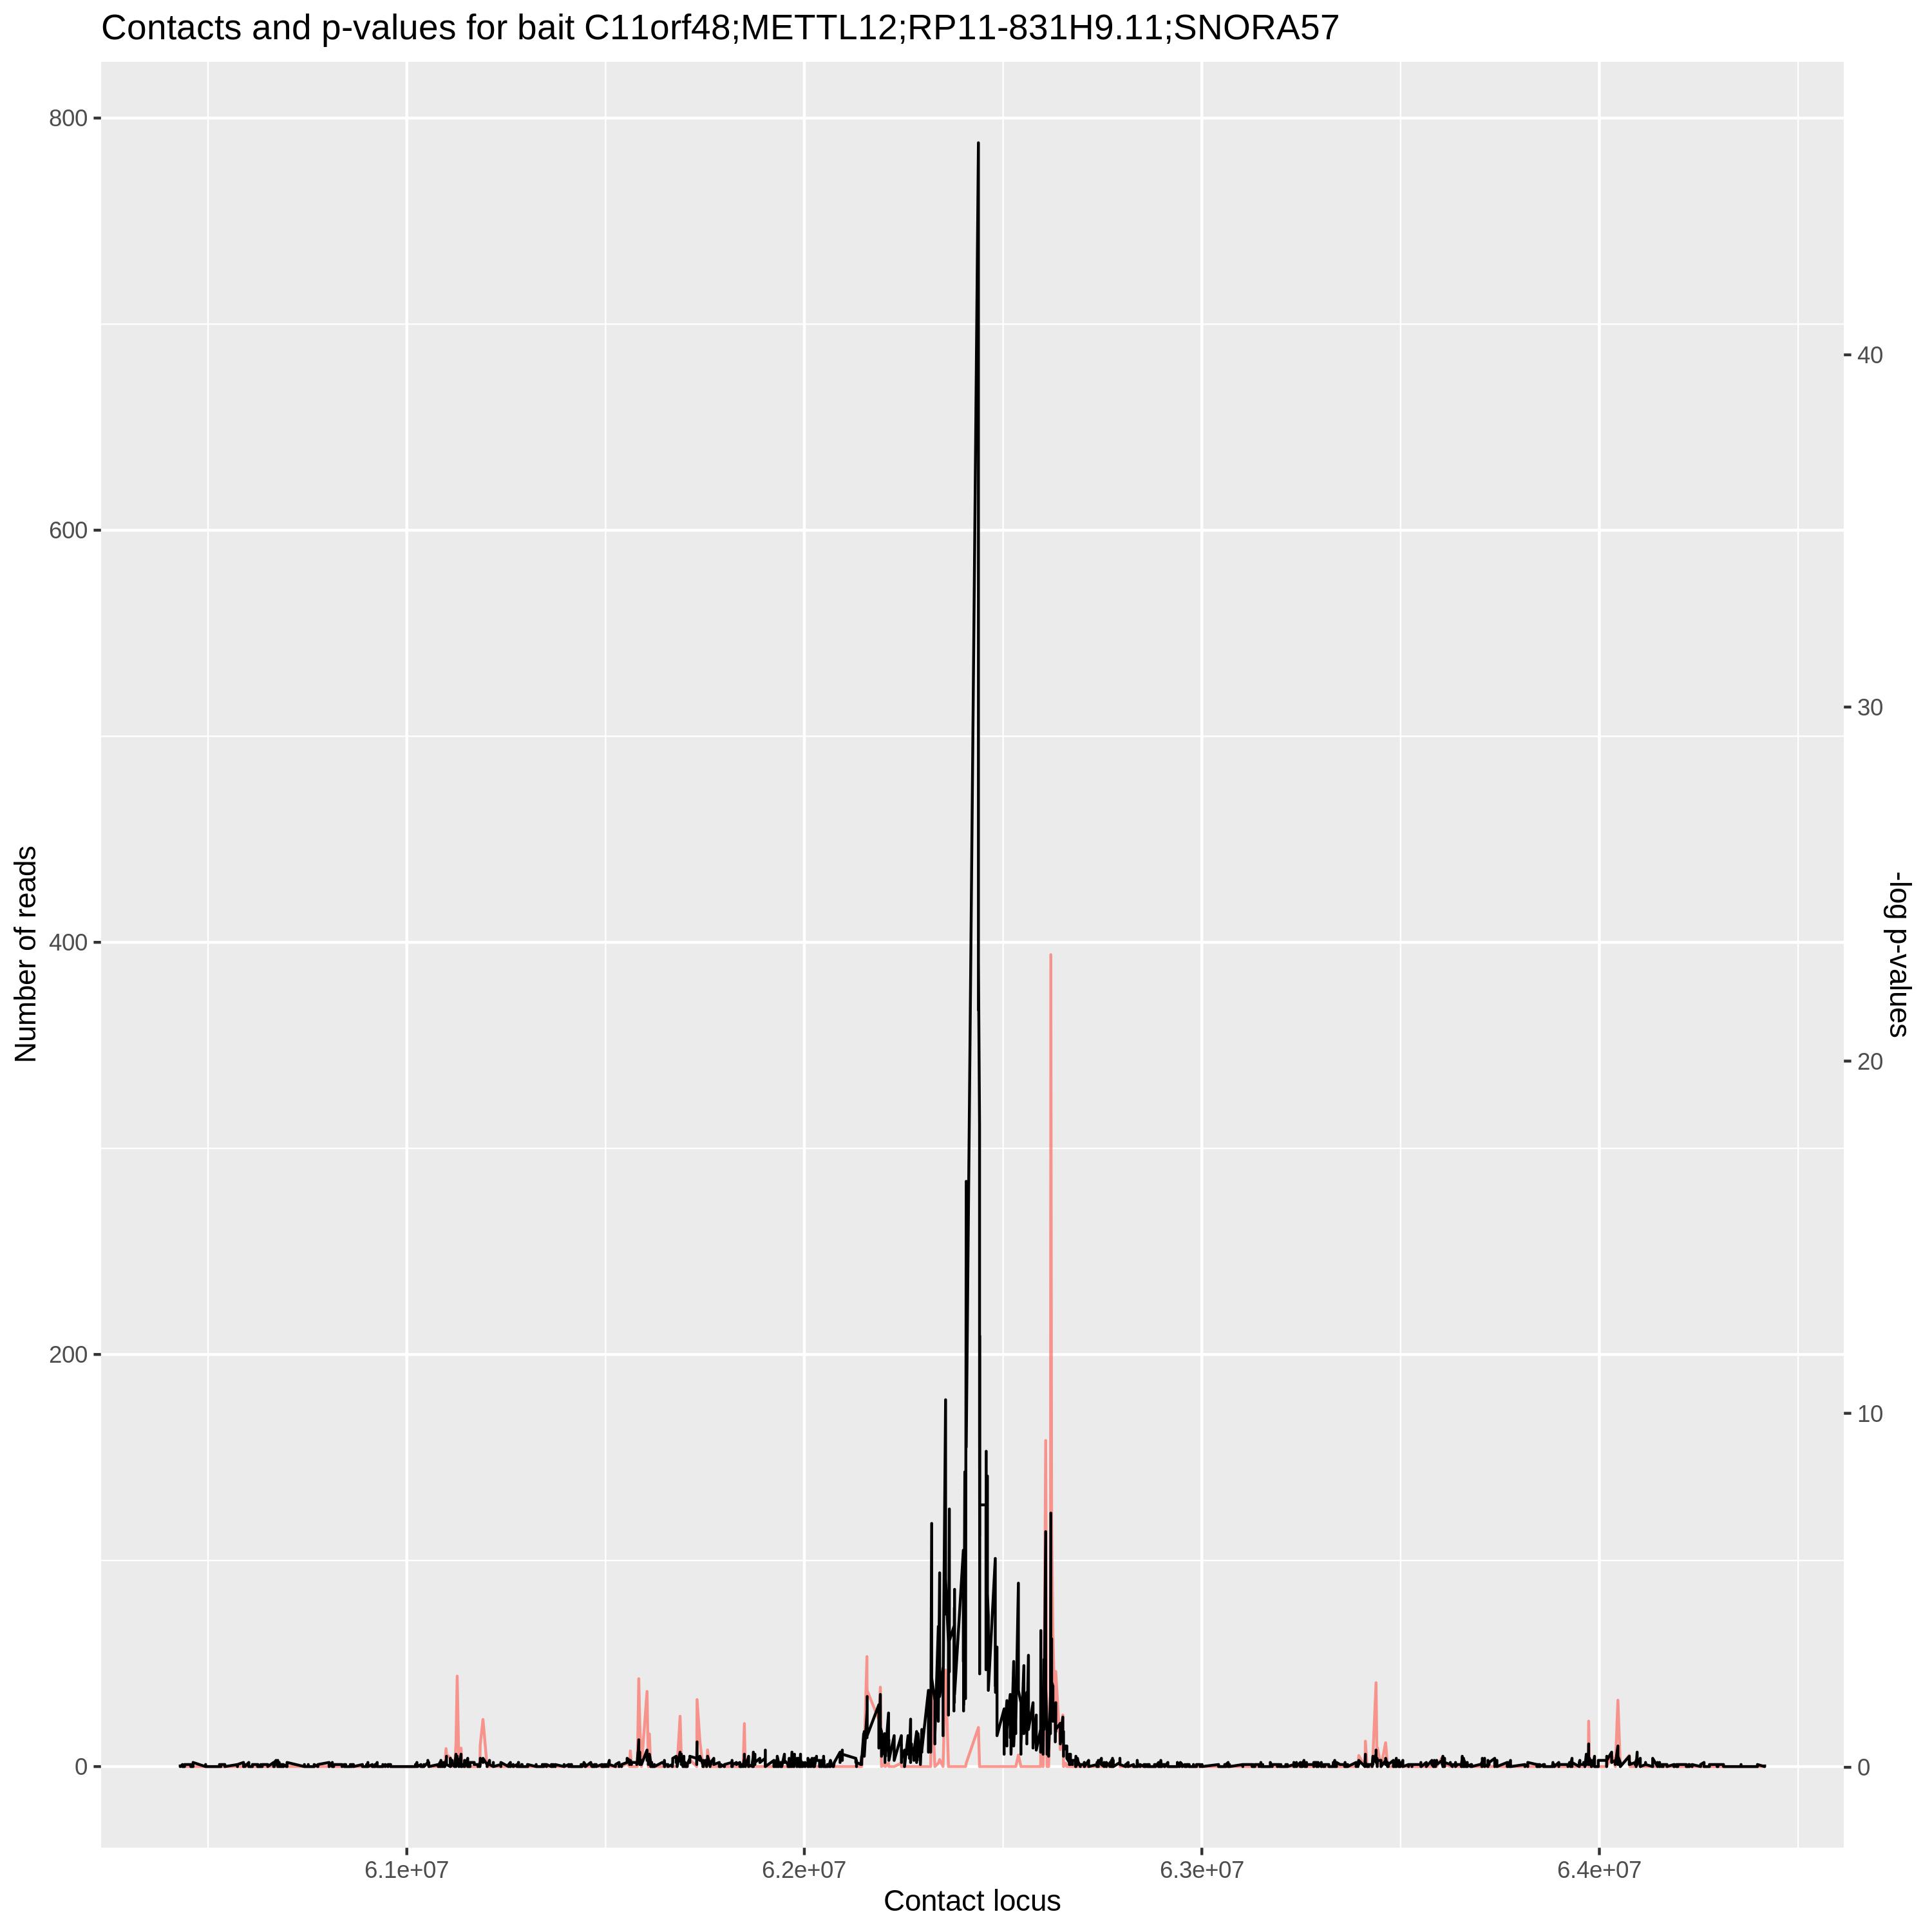 Contacts and p-values for bait C11orf48;METTL12;RP11-831H9.11;SNORA57
800
600
400
200
0
Number of reads
40
30
20
10
0
-log p-values
6.1e+07
6.2e+07
6.3e+07
6.4e+07
Contact locus